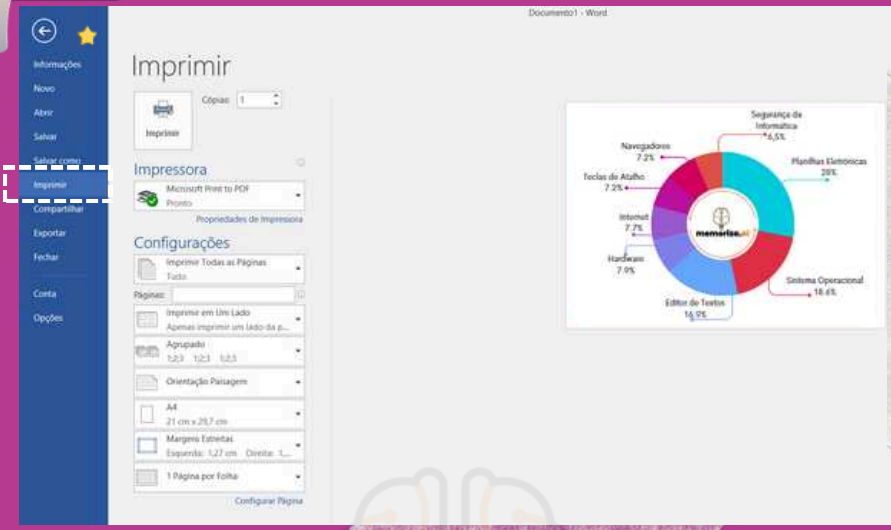 Documento1 - Word
Informações
Novo
Abrir
Salvar
Salvar como
Imprimir
Compartilhar
Exportar
Fechar
Conta
Opções
Imprimir
Cópias: 1
Imprimir
Impressora
Microsoft Print to PDF
Pronto
Propriedades de Impressora
Configurações
Imprimir Todas as Páginas
Tudo
Páginas:
Imprimir em Um Lado
Apenas imprimir um lado da p...
Agrupado
1;2;3 1;2;3 1;2;3
Orientação Paisagem
A4
21 cm x 29,7 cm
Margens Estreitas
Esquerda: 1,27 cm Direita: 1,...
1 Página por Folha
Configurar Página
Segurança da
Informática
6,5%
Navegadores
7.2%
Planilhas Eletrônicas
28%
Teclas de Atalho
7.2%
Internet
7.7%
memorize.ai
Hardware
7.9%
Sistema Operacional
18.6%
Editor de Textos
16.9%